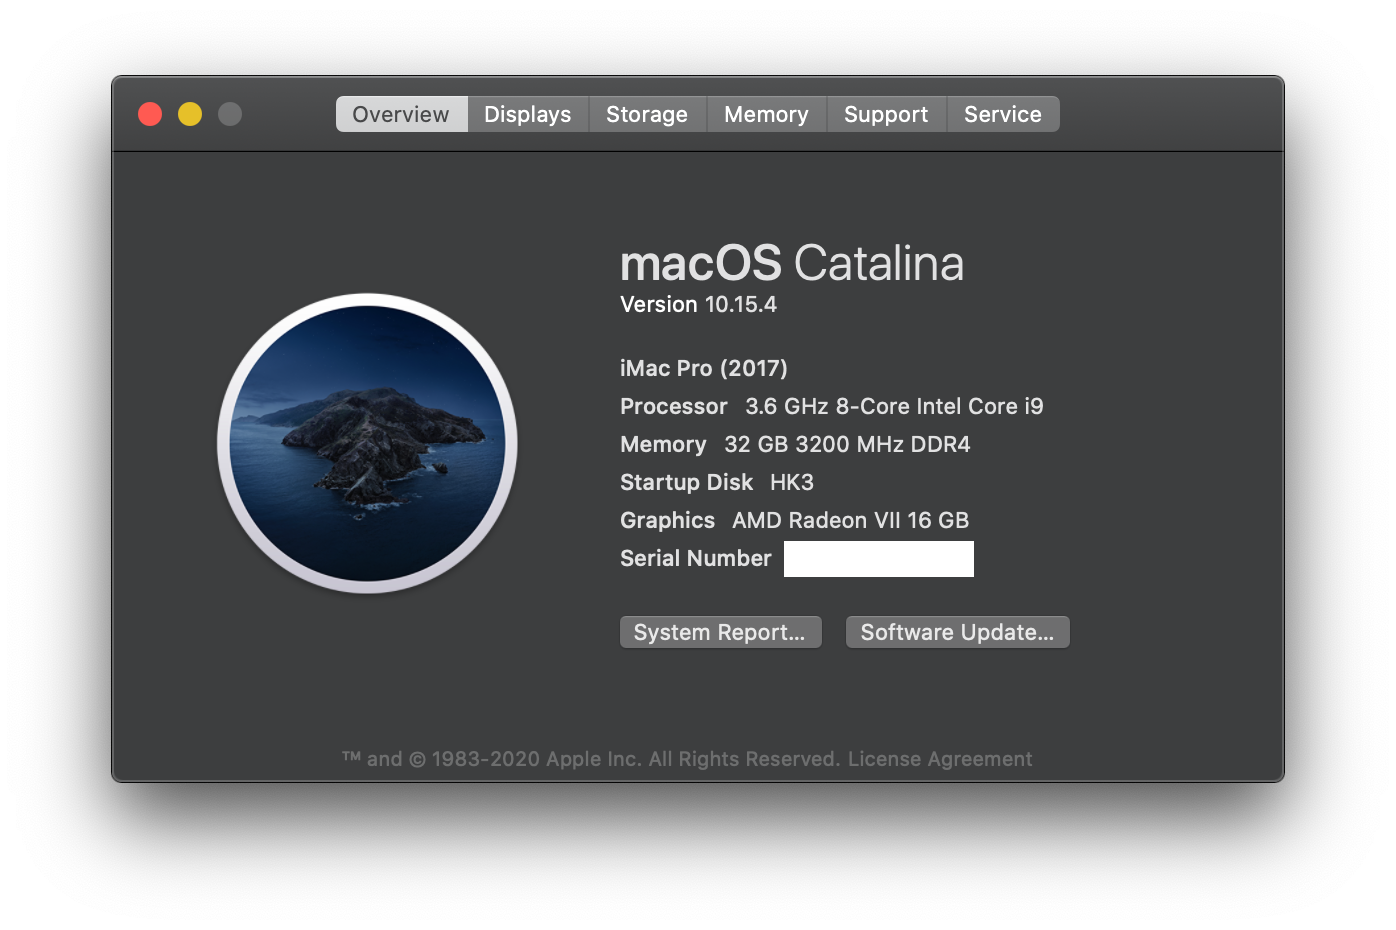 Overview Displays Storage Memory Support Service
macOS Catalina
Version 10.15.4
iMac Pro (2017)
Processor 3.6 GHz 8-Core Intel Core i9
Memory 32 GB 3200 MHz DDR4
Startup Disk HK3
Graphics AMD Radeon VII 16 GB
Serial Number
System Report... Software Update...
™ and © 1983-2020 Apple Inc. All Rights Reserved. License Agreement